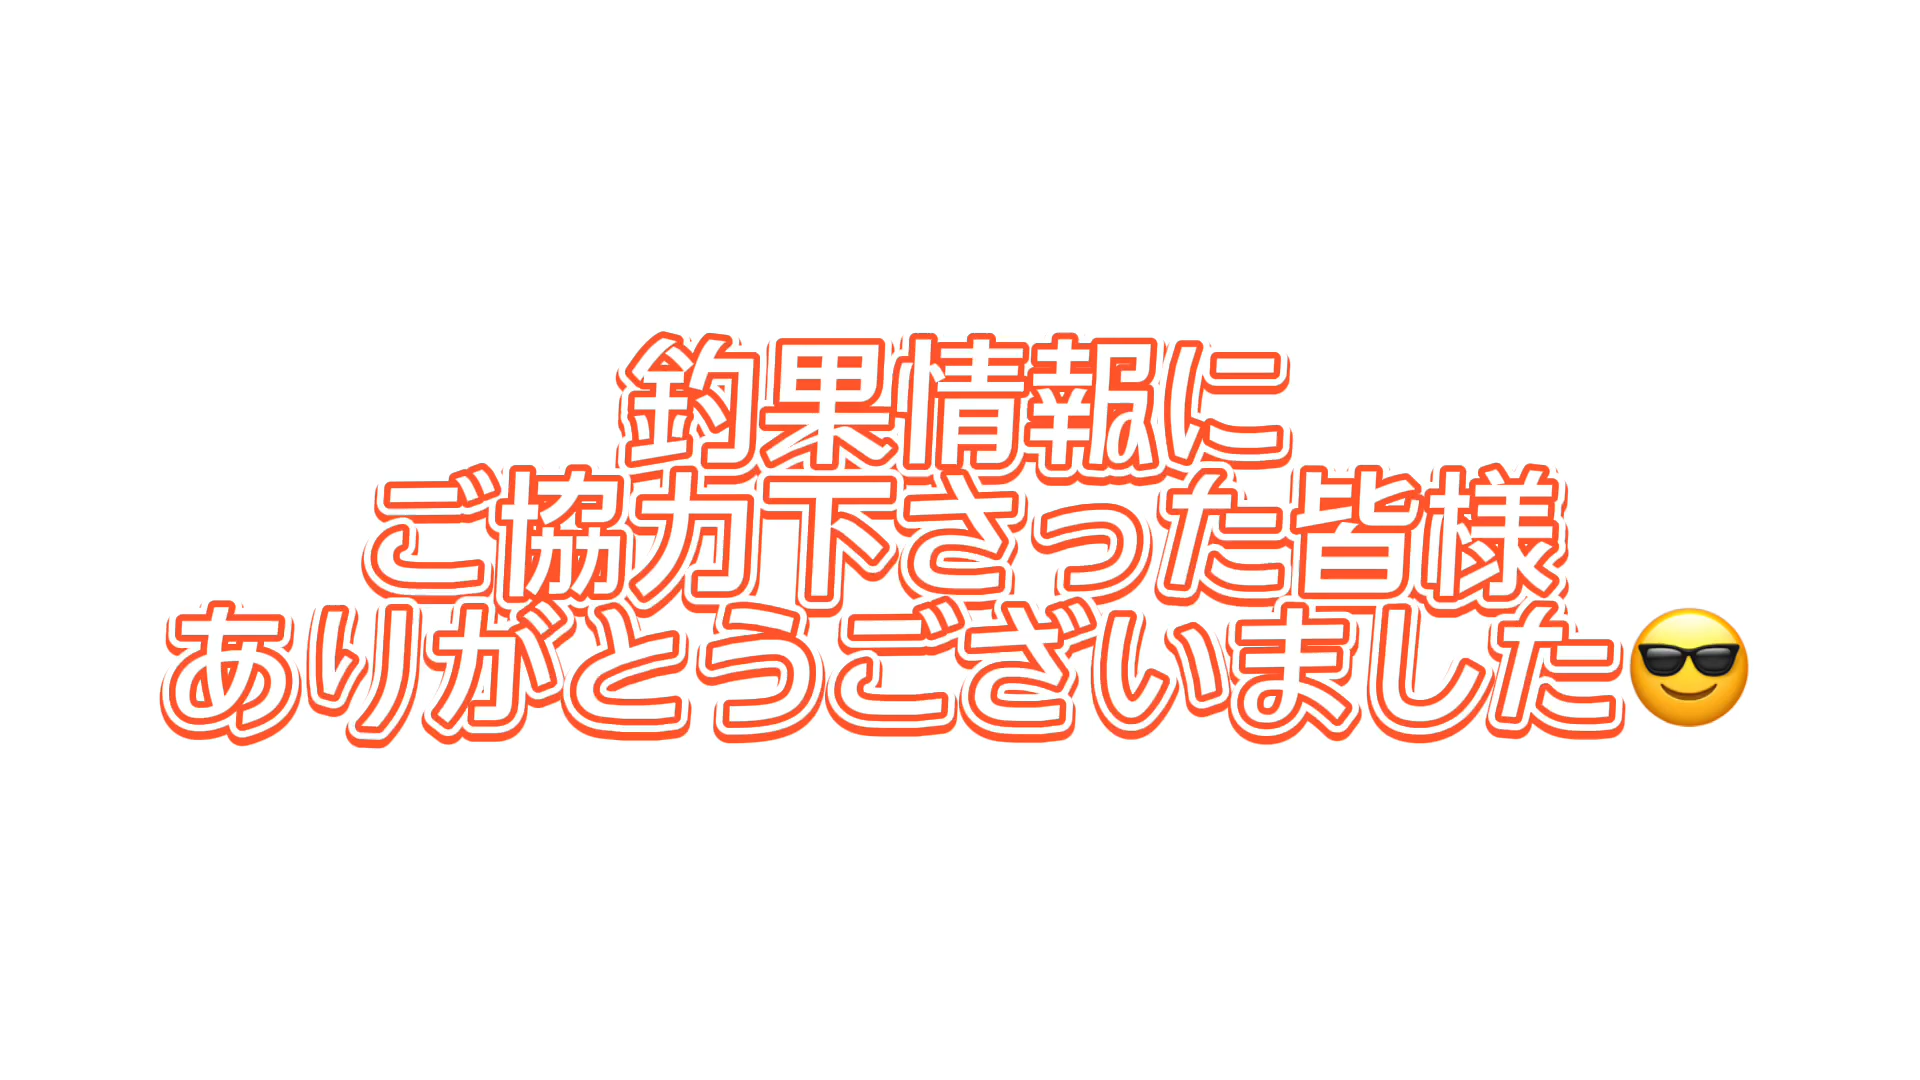 釣果情報に
ご協力下さった皆様
ありがとうございました😎